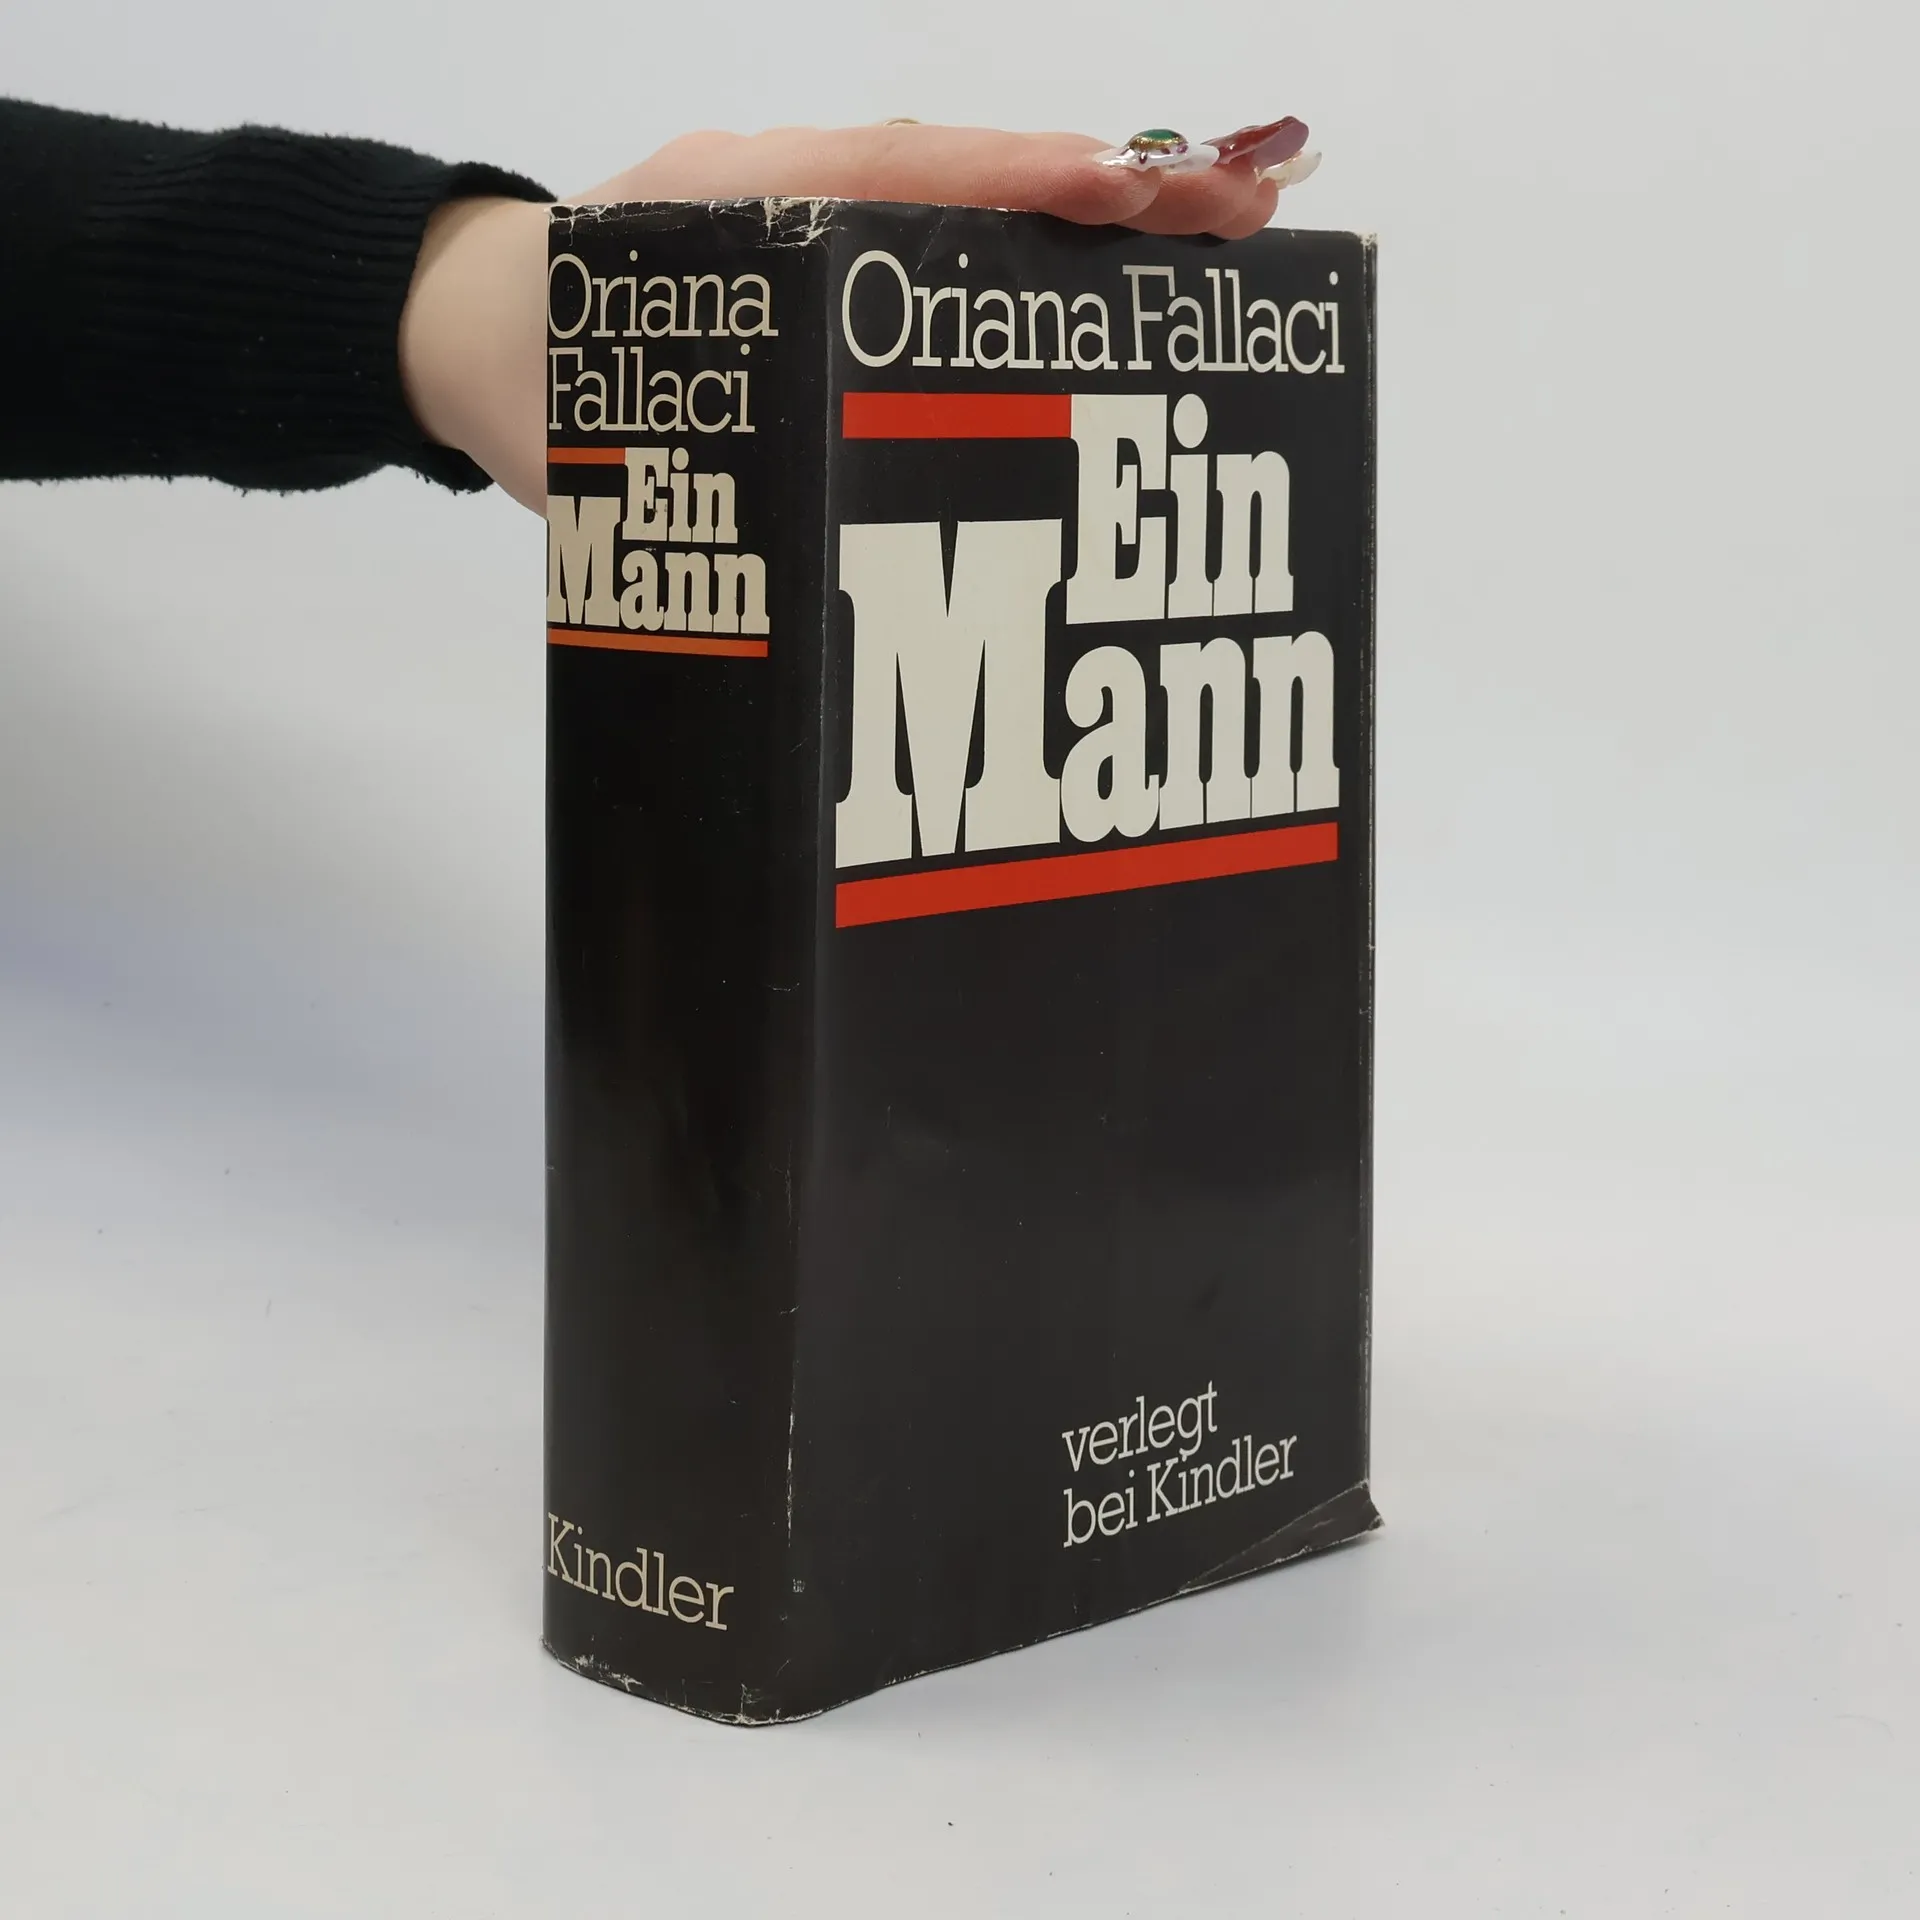 Oriana
Fallaci
Ein
Mann
Kindler
Oriana Fallaci
Ein
Mann
verlegt
bei Kindler